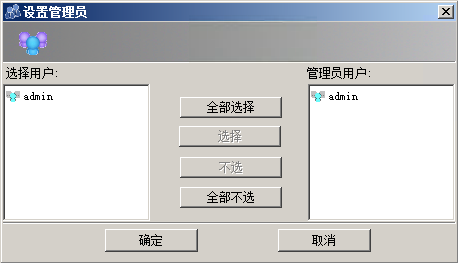 设置管理员
选择用户:
管理员用户:
admin
admin
全部选择
选择
不选
全部不选
确定
取消